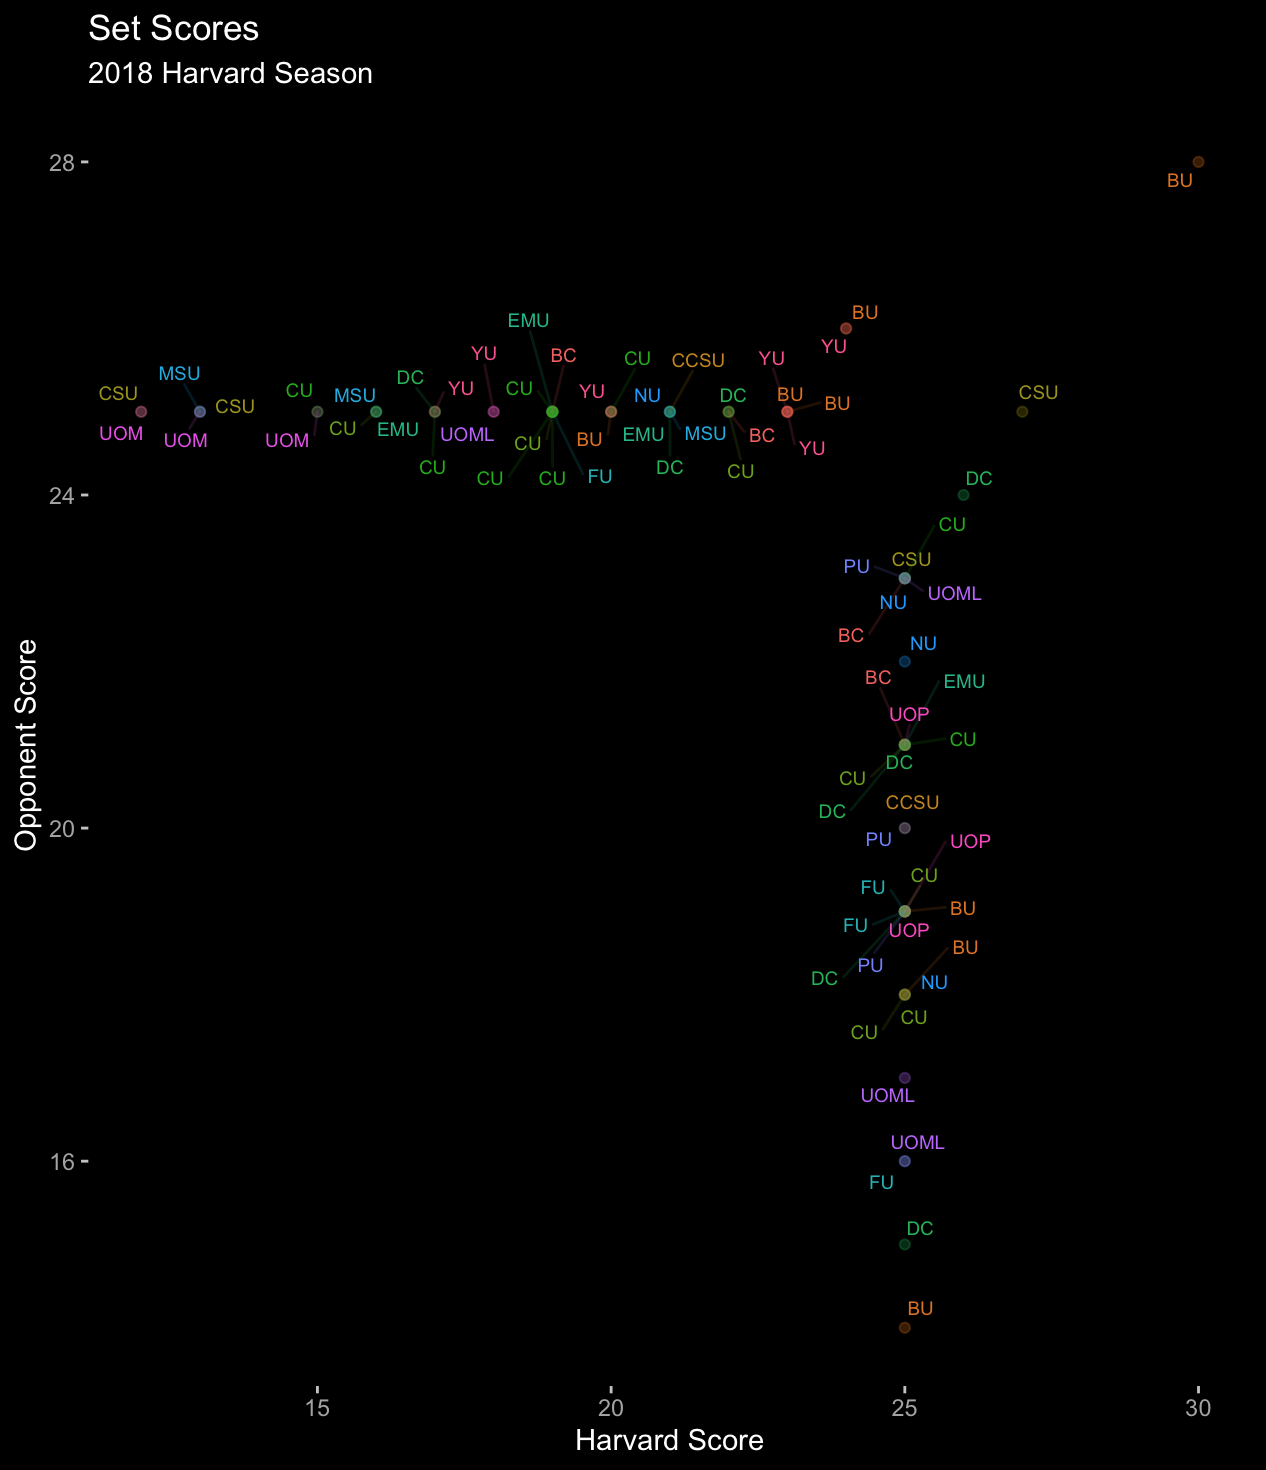 Set Scores
2018 Harvard Season
28
BU
BU
EMU
YU
YU
BC
CU
CCSU
YU
MSU
DC
CSU
CU
MSU
YU
CU
YU
NU
DC
BU
BU
CSU
CSU
UOM
UOM
UOM
CU
EMU
UOML
CU
BU
EMU
MSU
BC
YU
CU
CU
CU
FU
DC
CU
24
DC
CU
CSU
PU
UOML
NU
BC
NU
BC
EMU
UOP
CU
DC
CU
CCSU
DC
20
PU
UOP
CU
FU
BU
FU
UOP
BU
PU
DC
NU
CU
CU
UOML
UOML
16
FU
DC
BU
Opponent Score
15
20
25
30
Harvard Score